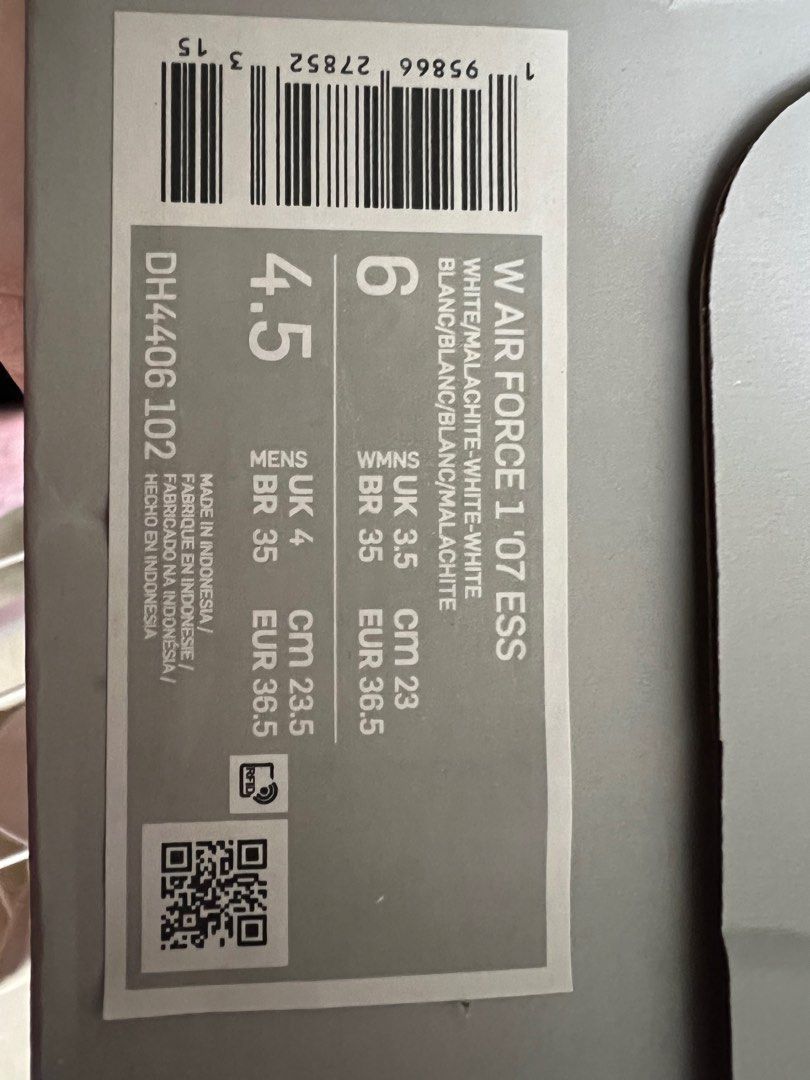 1 95866 27852 3 15
W AIR FORCE 1 '07 ESS
WHITE/MALACHITE-WHITE-WHITE
BLANC/BLANC/BLANC/MALACHITE
6 WMNS UK 3.5 cm 23
BR 35 EUR 36.5
4.5 MENS UK 4 cm 23.5
BR 35 EUR 36.5
DH4406 102
MADE IN INDONESIA /
FABRIQUE EN INDONESIE /
FABRICADO NA INDONÉSIA /
HECHO EN INDONESIA
RFID